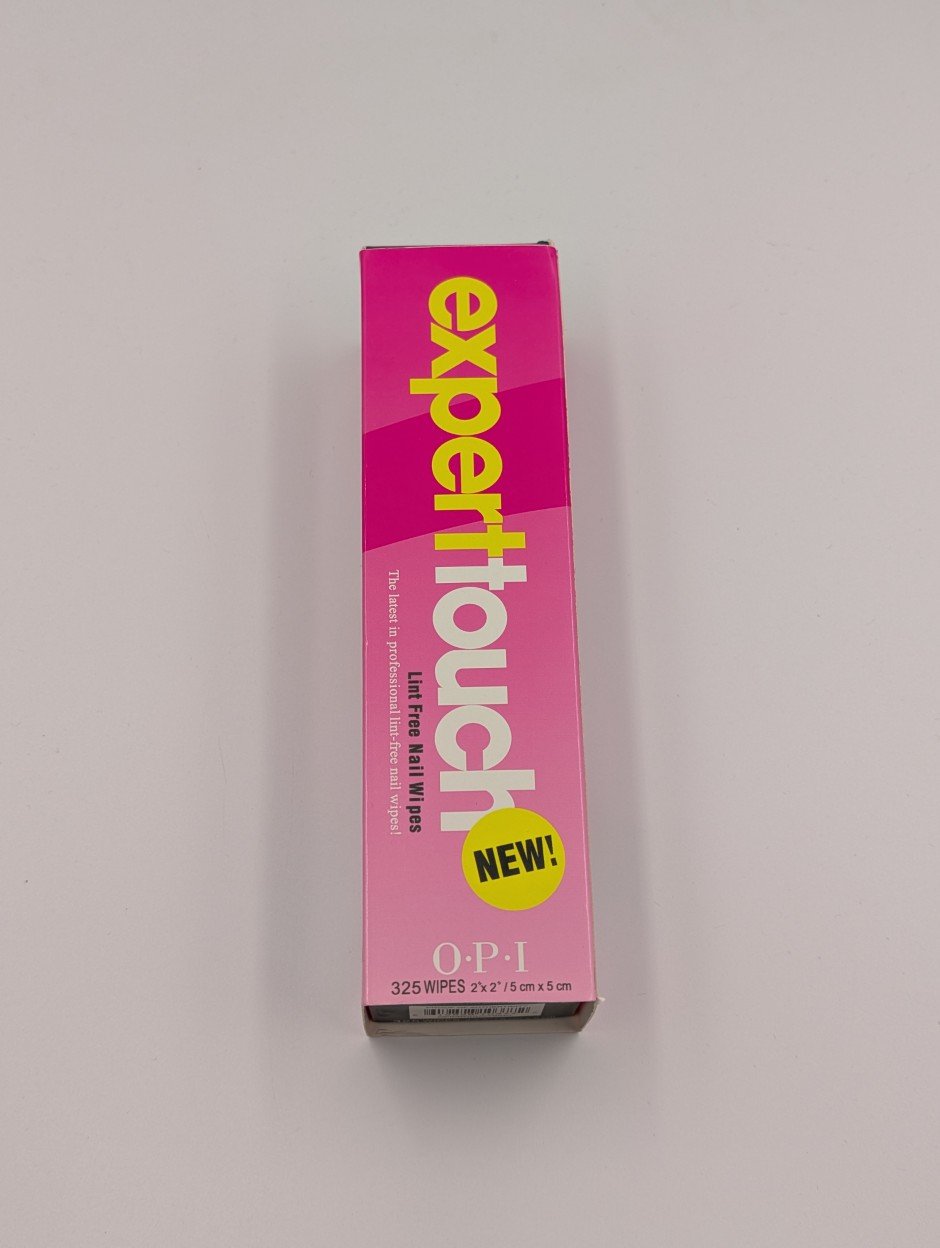 experttouch
Lint Free Nail Wipes
The latest in professional lint-free nail wipes!
NEW!
O·P·I
325 WIPES 2"x 2" / 5 cm x 5 cm